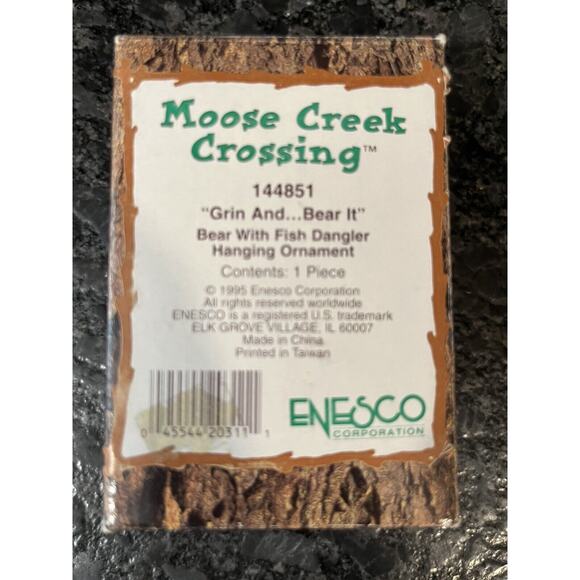 Moose Creek
Crossing™
144851
"Grin And...Bear It"
Bear With Fish Dangler
Hanging Ornament
Contents: 1 Piece
© 1995 Enesco Corporation
All rights reserved worldwide
ENESCO is a registered U.S. trademark
ELK GROVE VILLAGE, IL 60007
Made in China
Printed in Taiwan
0 45544 20311 1
ENESCO
CORPORATION